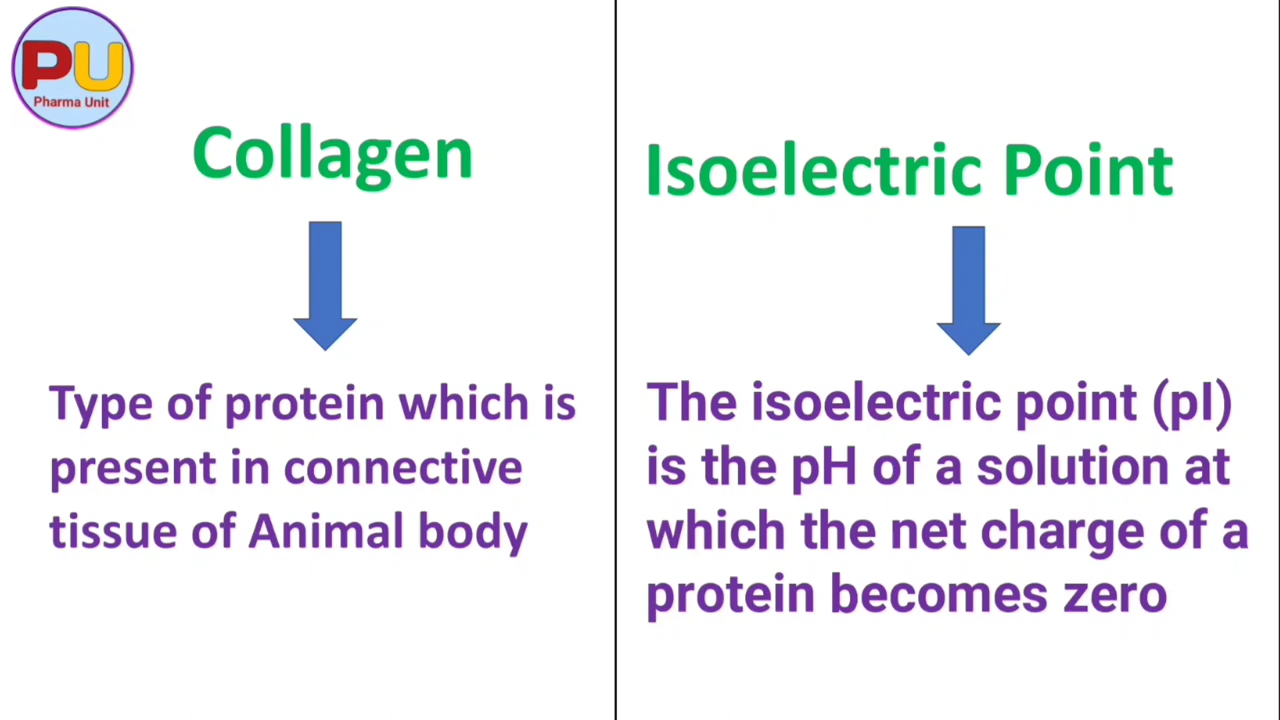 PU
Pharma Unit
Collagen
Type of protein which is
present in connective
tissue of Animal body
Isoelectric Point
The isoelectric point (pI)
is the pH of a solution at
which the net charge of a
protein becomes zero